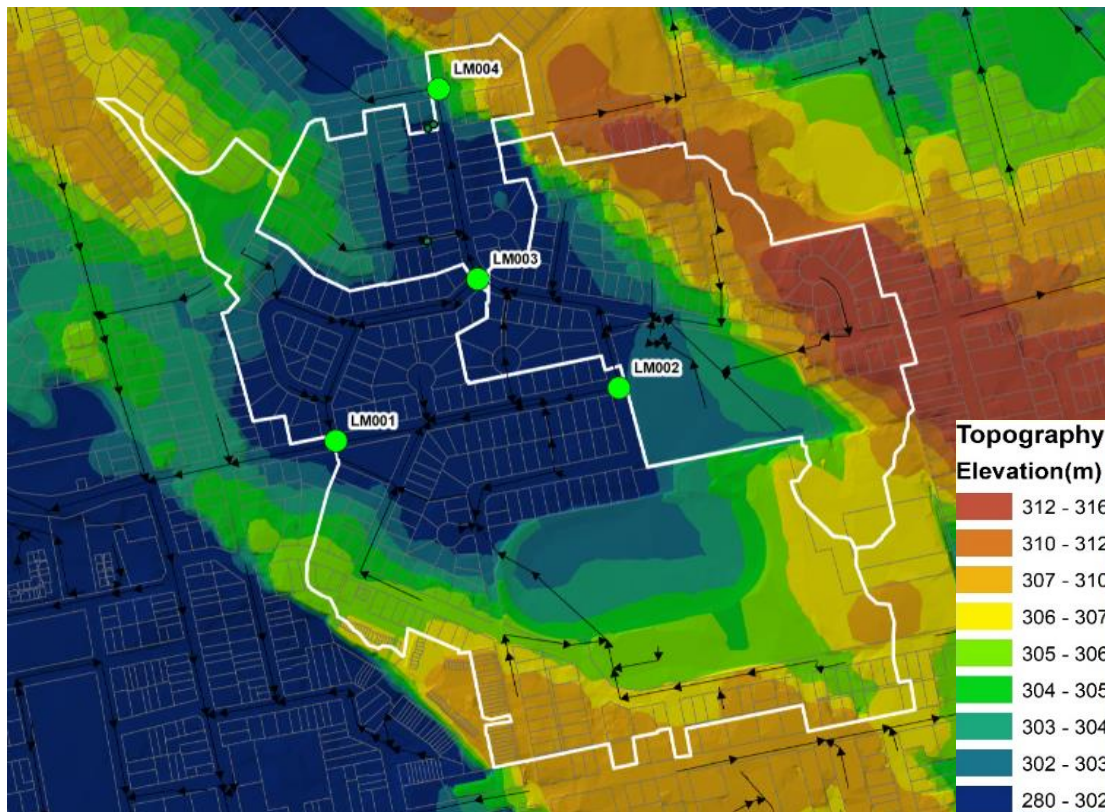 LM004
LM003
LM002
LM001
Topography
Elevation(m)
312 - 316
310 - 312
307 - 310
306 - 307
305 - 306
304 - 305
303 - 304
302 - 303
280 - 302